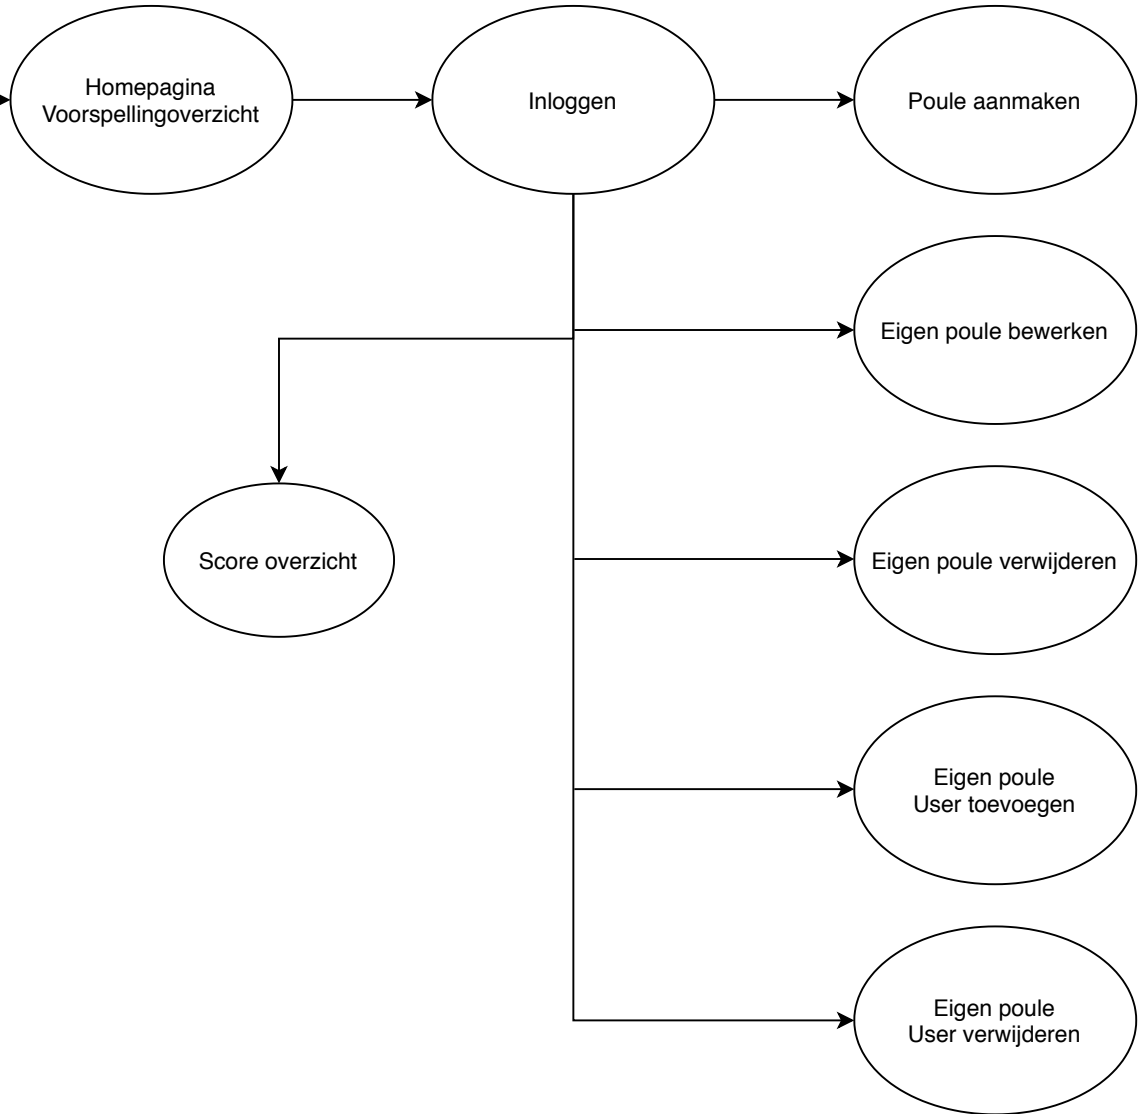 Homepagina
Voorspellingoverzicht
Inloggen
Poule aanmaken
Eigen poule bewerken
Score overzicht
Eigen poule verwijderen
Eigen poule
User toevoegen
Eigen poule
User verwijderen